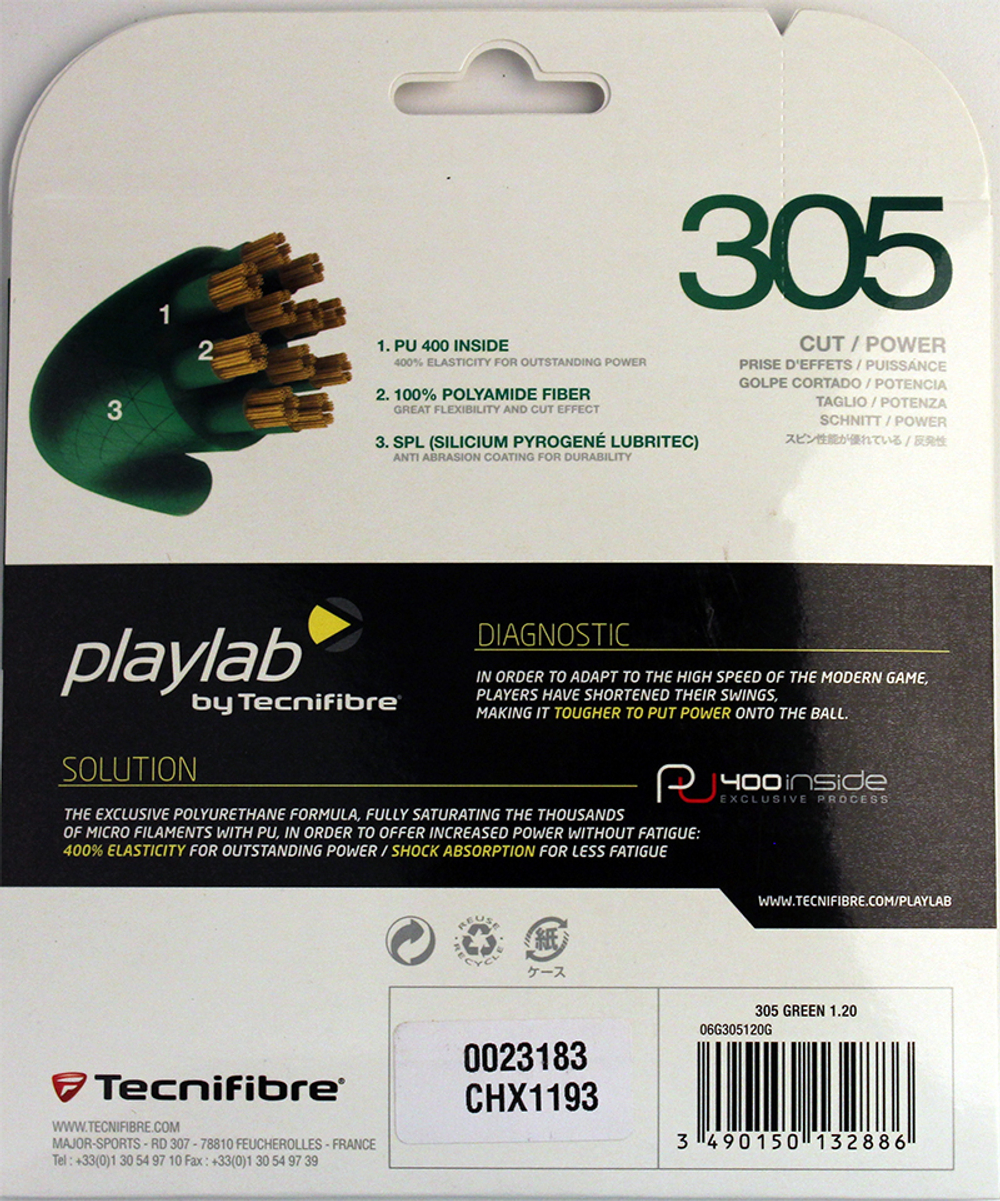 305
CUT / POWER
PRISE D'EFFETS / PUISSANCE
GOLPE CORTADO / POTENCIA
TAGLIO / POTENZA
SCHNITT / POWER
スピン性能が優れている / 反発性
1
2
3
1. PU 400 INSIDE
400% ELASTICITY FOR OUTSTANDING POWER
2. 100% POLYAMIDE FIBER
GREAT FLEXIBILITY AND CUT EFFECT
3. SPL (SILICIUM PYROGENÉ LUBRITEC)
ANTI ABRASION COATING FOR DURABILITY
playlab
by Tecnifibre®
DIAGNOSTIC
IN ORDER TO ADAPT TO THE HIGH SPEED OF THE MODERN GAME,
PLAYERS HAVE SHORTENED THEIR SWINGS,
MAKING IT TOUGHER TO PUT POWER ONTO THE BALL.
SOLUTION
PU 400 inside
EXCLUSIVE PROCESS
THE EXCLUSIVE POLYURETHANE FORMULA, FULLY SATURATING THE THOUSANDS
OF MICRO FILAMENTS WITH PU, IN ORDER TO OFFER INCREASED POWER WITHOUT FATIGUE:
400% ELASTICITY FOR OUTSTANDING POWER / SHOCK ABSORPTION FOR LESS FATIGUE
WWW.TECNIFIBRE.COM/PLAYLAB
REUSE
RECYCLE
紙
ケース
0023183
CHX1193
305 GREEN 1.20
06G305120G
3 490150 132886
Tecnifibre®
WWW.TECNIFIBRE.COM
MAJOR-SPORTS - RD 307 - 78810 FEUCHEROLLES - FRANCE
Tel : +33(0)1 30 54 97 10 Fax : +33(0)1 30 54 97 39